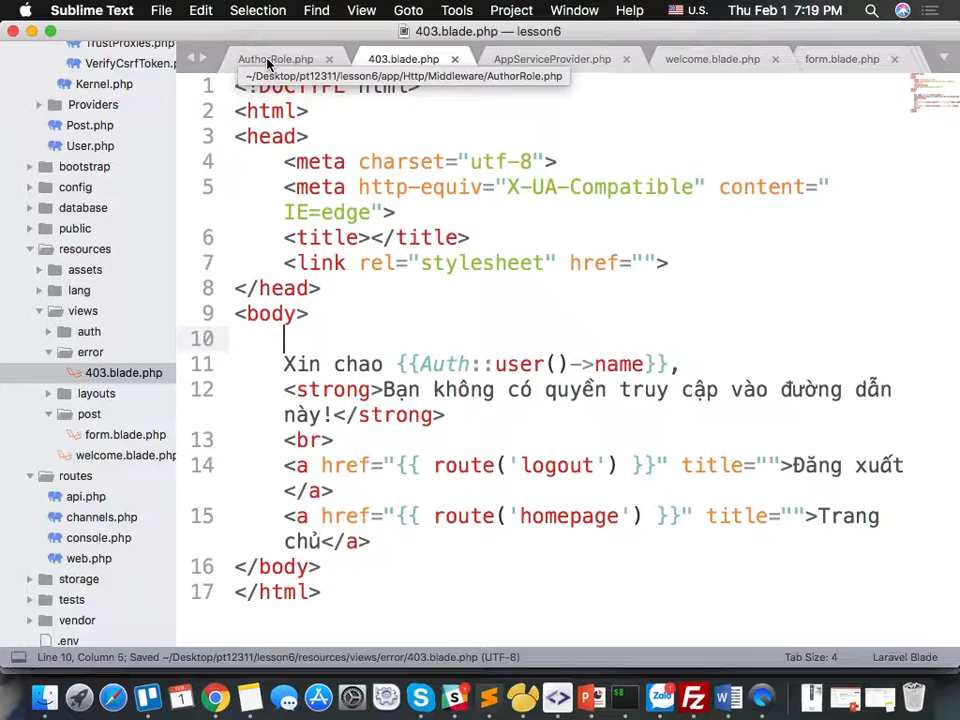 Sublime Text File Edit Selection Find View Goto Tools Project Window Help U.S. Thu Feb 1 7:19 PM
403.blade.php — lesson6
TrustProxies.php
VerifyCsrfToken.
Kernel.php
Providers
Post.php
User.php
bootstrap
config
database
public
resources
assets
lang
views
auth
error
403.blade.php
layouts
post
form.blade.php
welcome.blade.php
routes
api.php
channels.php
console.php
web.php
storage
tests
vendor
.env
AuthorRole.php 403.blade.php AppServiceProvider.php welcome.blade.php form.blade.php
~/Desktop/pt12311/lesson6/app/Http/Middleware/AuthorRole.php
1 <!DOCTYPE html>
2 <html>
3 <head>
4 <meta charset="utf-8">
5 <meta http-equiv="X-UA-Compatible" content="
IE=edge">
6 <title></title>
7 <link rel="stylesheet" href="">
8 </head>
9 <body>
10
11 Xin chao {{Auth::user()->name}},
12 <strong>Bạn không có quyền truy cập vào đường dẫn
này!</strong>
13 <br>
14 <a href="{{ route('logout') }}" title="">Đăng xuất
</a>
15 <a href="{{ route('homepage') }}" title="">Trang
chủ</a>
16 </body>
17 </html>
Line 10, Column 5; Saved ~/Desktop/pt12311/lesson6/resources/views/error/403.blade.php (UTF-8) Tab Size: 4 Laravel Blade